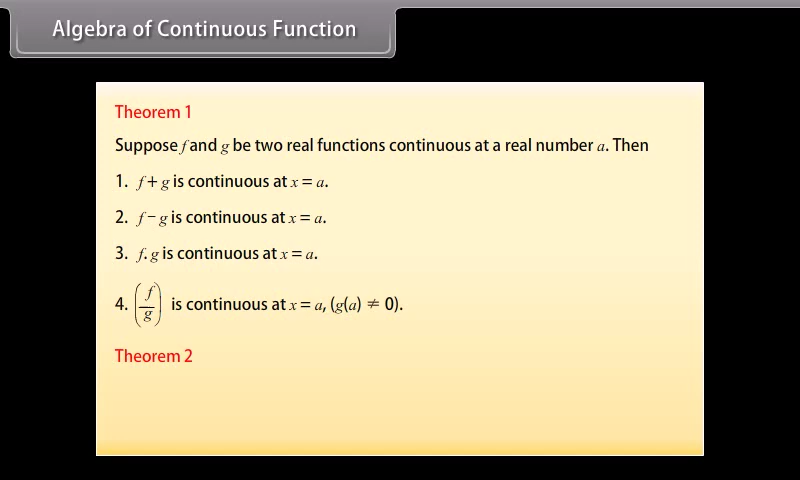 Algebra of Continuous Function
Theorem 1
Suppose f and g be two real functions continuous at a real number a. Then
1. f + g is continuous at x = a.
2. f − g is continuous at x = a.
3. f. g is continuous at x = a.
4. (f/g) is continuous at x = a, (g(a) ≠ 0).
Theorem 2